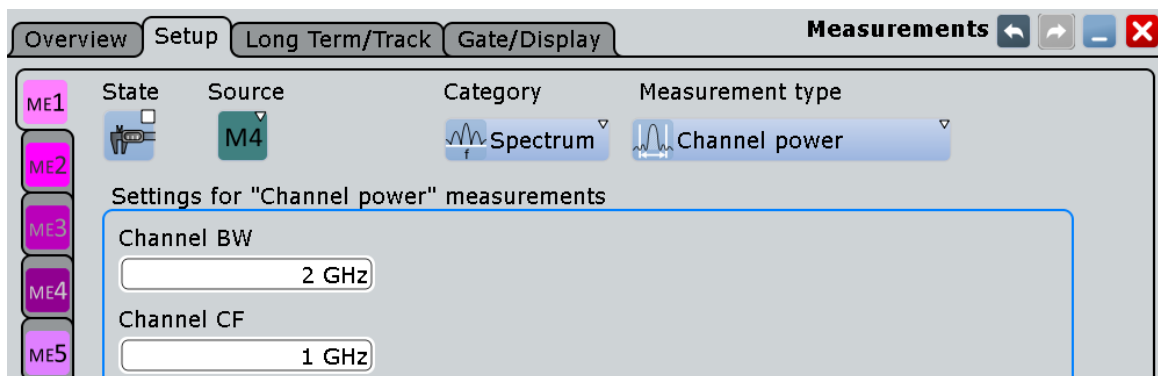 Overview Setup Long Term/Track Gate/Display Measurements
ME1 State Source Category Measurement type
M4 f Spectrum Channel power
ME2
Settings for "Channel power" measurements
ME3 Channel BW
2 GHz
ME4
Channel CF
ME5 1 GHz